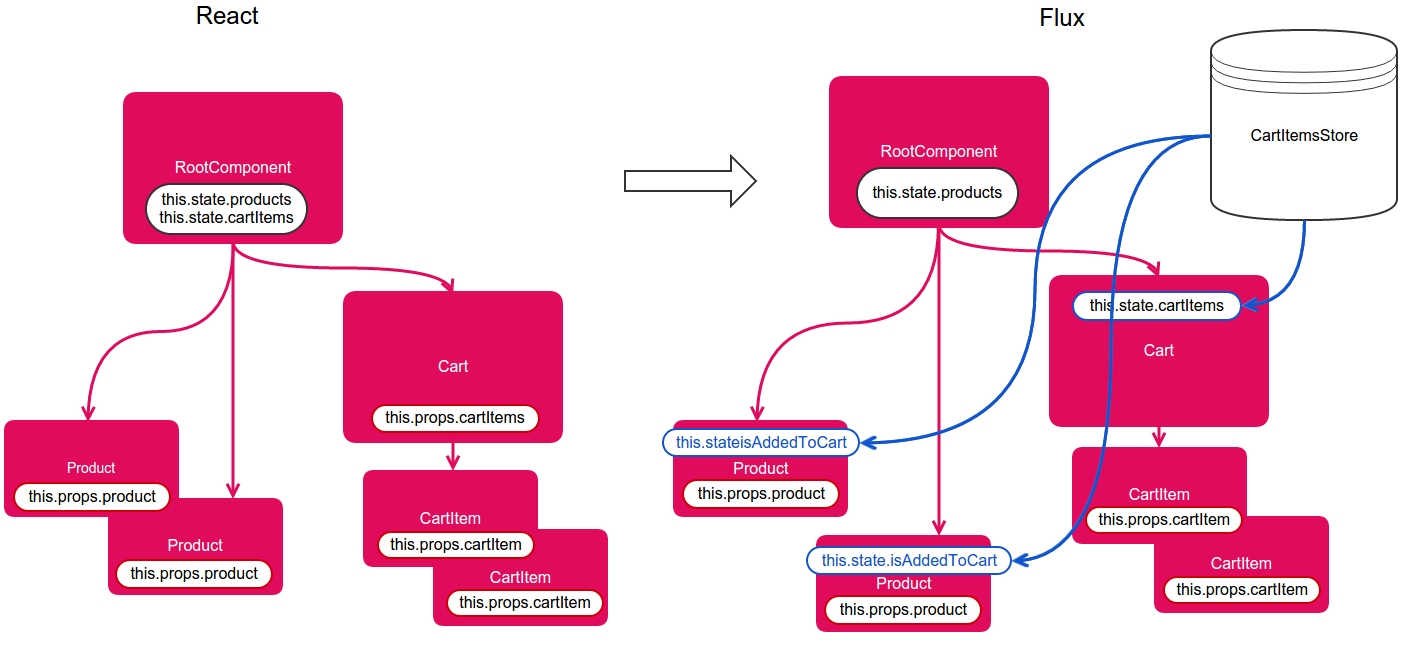 React
RootComponent
this.state.products
this.state.cartItems
Cart
this.props.cartItems
Product
this.props.product
Product
this.props.product
CartItem
this.props.cartItem
CartItem
this.props.cartItem
Flux
CartItemsStore
RootComponent
this.state.products
this.state.cartItems
Cart
this.stateisAddedToCart
Product
this.props.product
this.state.isAddedToCart
Product
this.props.product
CartItem
this.props.cartItem
CartItem
this.props.cartItem